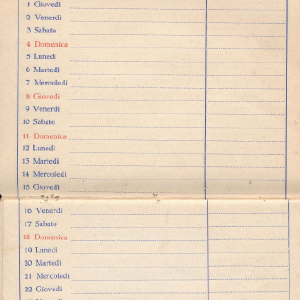 1 Giovedì
2 Venerdì
3 Sabato
4 Domenica
5 Lunedì
6 Martedì
7 Mercoledì
8 Giovedì
9 Venerdì
10 Sabato
11 Domenica
12 Lunedì
13 Martedì
14 Mercoledì
15 Giovedì
16 Venerdì
17 Sabato
18 Domenica
19 Lunedì
20 Martedì
21 Mercoledì
22 Giovedì